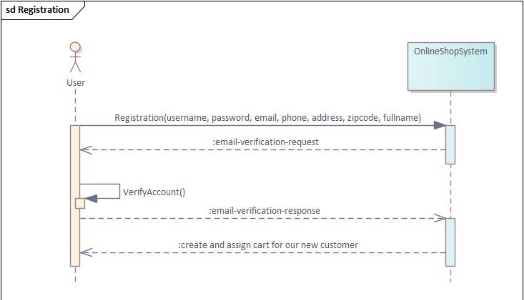 sd Registration
User
OnlineShopSystem
Registration(username, password, email, phone, address, zipcode, fullname)
:email-verification-request
VerifyAccount()
:email-verification-response
:create and assign cart for our new customer